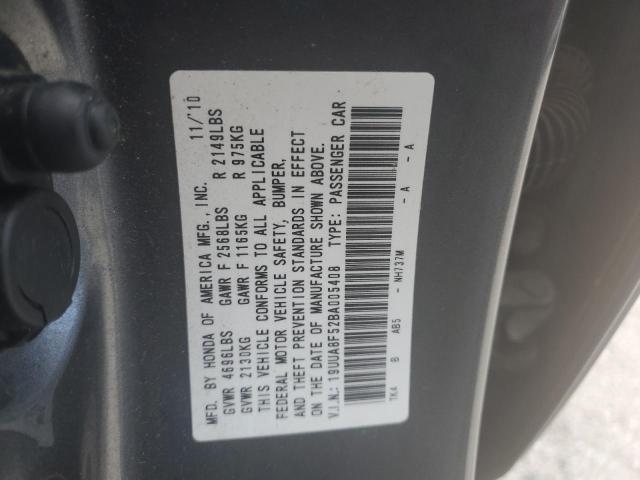 MFD. BY HONDA OF AMERICA MFG., INC. 11/'10
GVWR 4696LBS GAWR F 2568LBS R 2149LBS
GVWR 2130KG GAWR F 1165KG R 975KG
THIS VEHICLE CONFORMS TO ALL APPLICABLE
FEDERAL MOTOR VEHICLE SAFETY, BUMPER,
AND THEFT PREVENTION STANDARDS IN EFFECT
ON THE DATE OF MANUFACTURE SHOWN ABOVE.
V.I.N.: 19UUA8F52BA005408 TYPE: PASSENGER CAR
TK4 B AB5 - NH737M - A - A